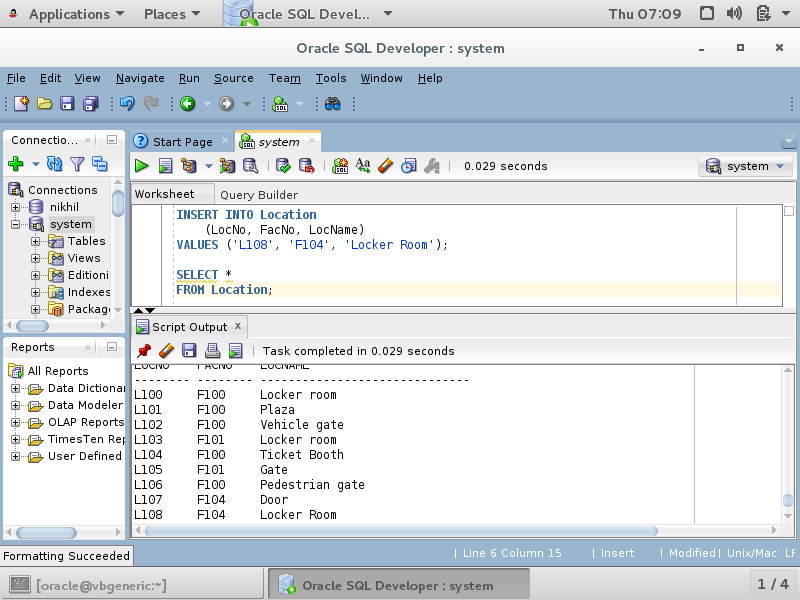 Applications Places Oracle SQL Devel... Thu 07:09
Oracle SQL Developer : system
File Edit View Navigate Run Source Team Tools Window Help
Connectio...
Start Page
system
0.029 seconds
system
Connections
nikhil
system
Tables
Views
Editioni
Indexes
Packag
Worksheet Query Builder
INSERT INTO Location
(LocNo, FacNo, LocName)
VALUES ('L108', 'F104', 'Locker Room');
SELECT *
FROM Location;
Script Output
Task completed in 0.029 seconds
LOCNO FACNO LOCNAME
-------- -------- ------------------------------
L100 F100 Locker room
L101 F100 Plaza
L102 F100 Vehicle gate
L103 F101 Locker room
L104 F100 Ticket Booth
L105 F101 Gate
L106 F100 Pedestrian gate
L107 F104 Door
L108 F104 Locker Room
Reports
All Reports
Data Dictionar
Data Modeler
OLAP Reports
TimesTen Rep
User Defined
Formatting Succeeded
| Line 6 Column 15 | Insert | Modified | Unix/Mac: LF
[oracle@vbgeneric:~]
Oracle SQL Developer : system
1 / 4